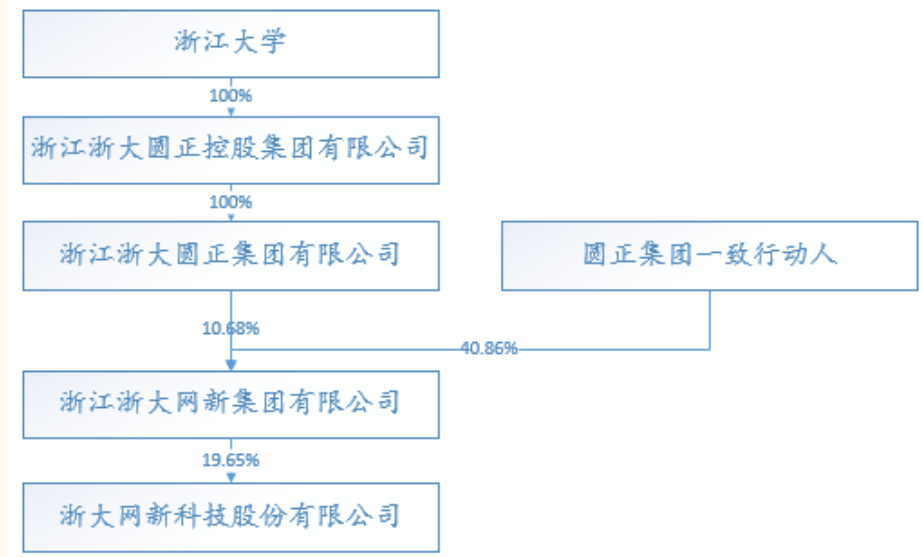 浙江大学
100%
浙江浙大圆正控股集团有限公司
100%
浙江浙大圆正集团有限公司
圆正集团一致行动人
10.68%
40.86%
浙江浙大网新集团有限公司
19.65%
浙大网新科技股份有限公司